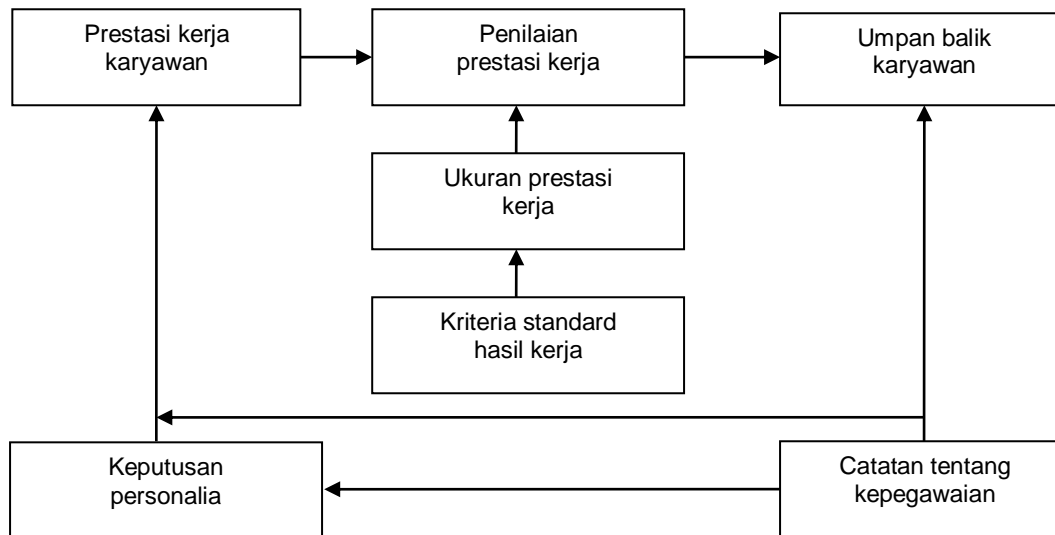 Prestasi kerja
karyawan
Penilaian
prestasi kerja
Umpan balik
karyawan
Ukuran prestasi
kerja
Kriteria standard
hasil kerja
Keputusan
personalia
Catatan tentang
kepegawaian